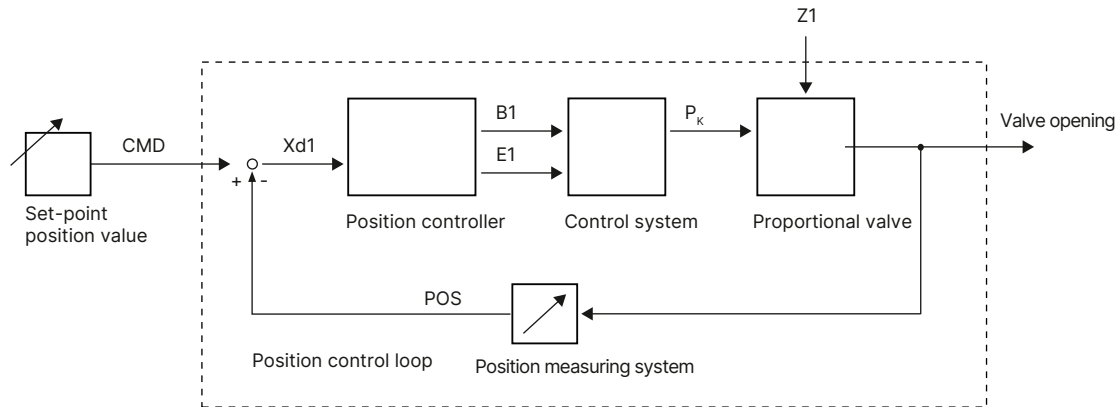 Z1
B1
P_K
Valve opening
CMD
Xd1
E1
+ -
Set-point
position value
Position controller
Control system
Proportional valve
POS
Position control loop
Position measuring system